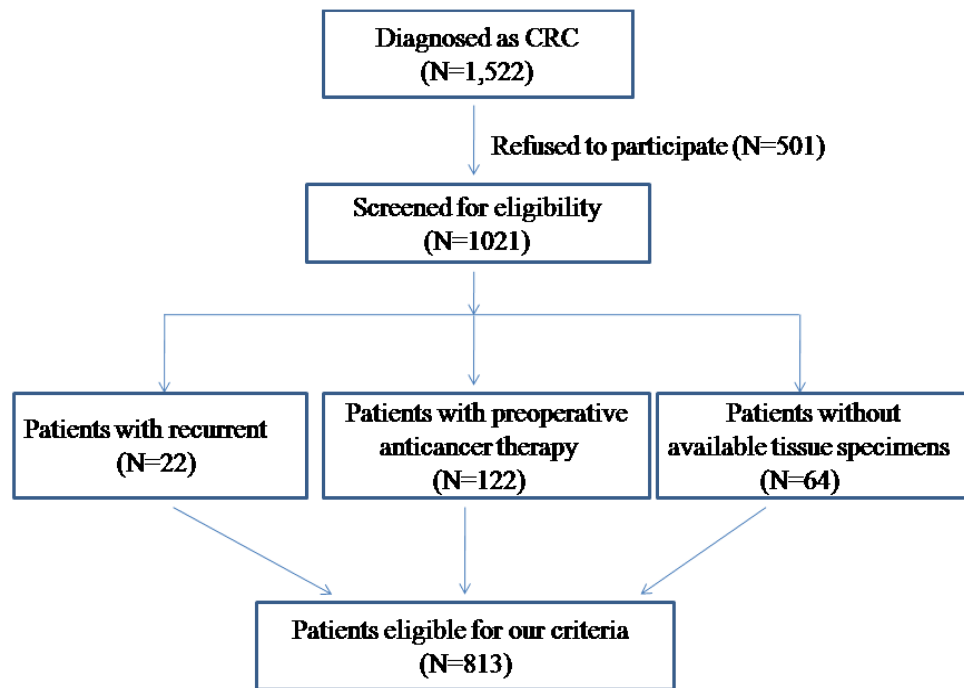 Diagnosed as CRC
(N=1,522)
Refused to participate (N=501)
Screened for eligibility
(N=1021)
Patients with recurrent
(N=22)
Patients with preoperative
anticancer therapy
(N=122)
Patients without
available tissue specimens
(N=64)
Patients eligible for our criteria
(N=813)